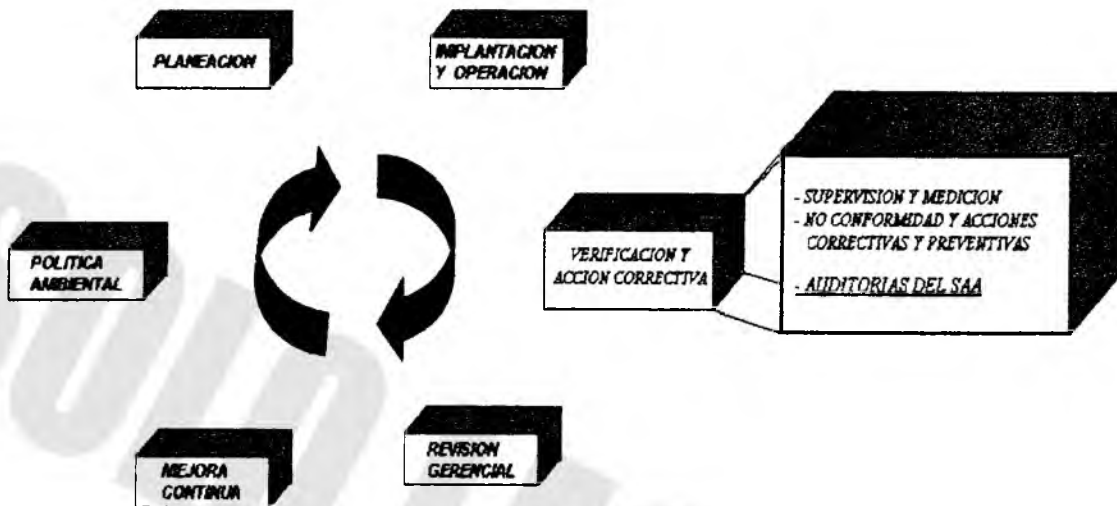 PLANEACION
IMPLANTACION
Y OPERACION
- SUPERVISION Y MEDICION
- NO CONFORMIDAD Y ACCIONES
CORRECTIVAS Y PREVENTIVAS
- AUDITORIAS DEL SAA
VERIFICACION Y
ACCION CORRECTIVA
POLITICA
AMBIENTAL
REVISION
GERENCIAL
MEJORA
CONTINUA